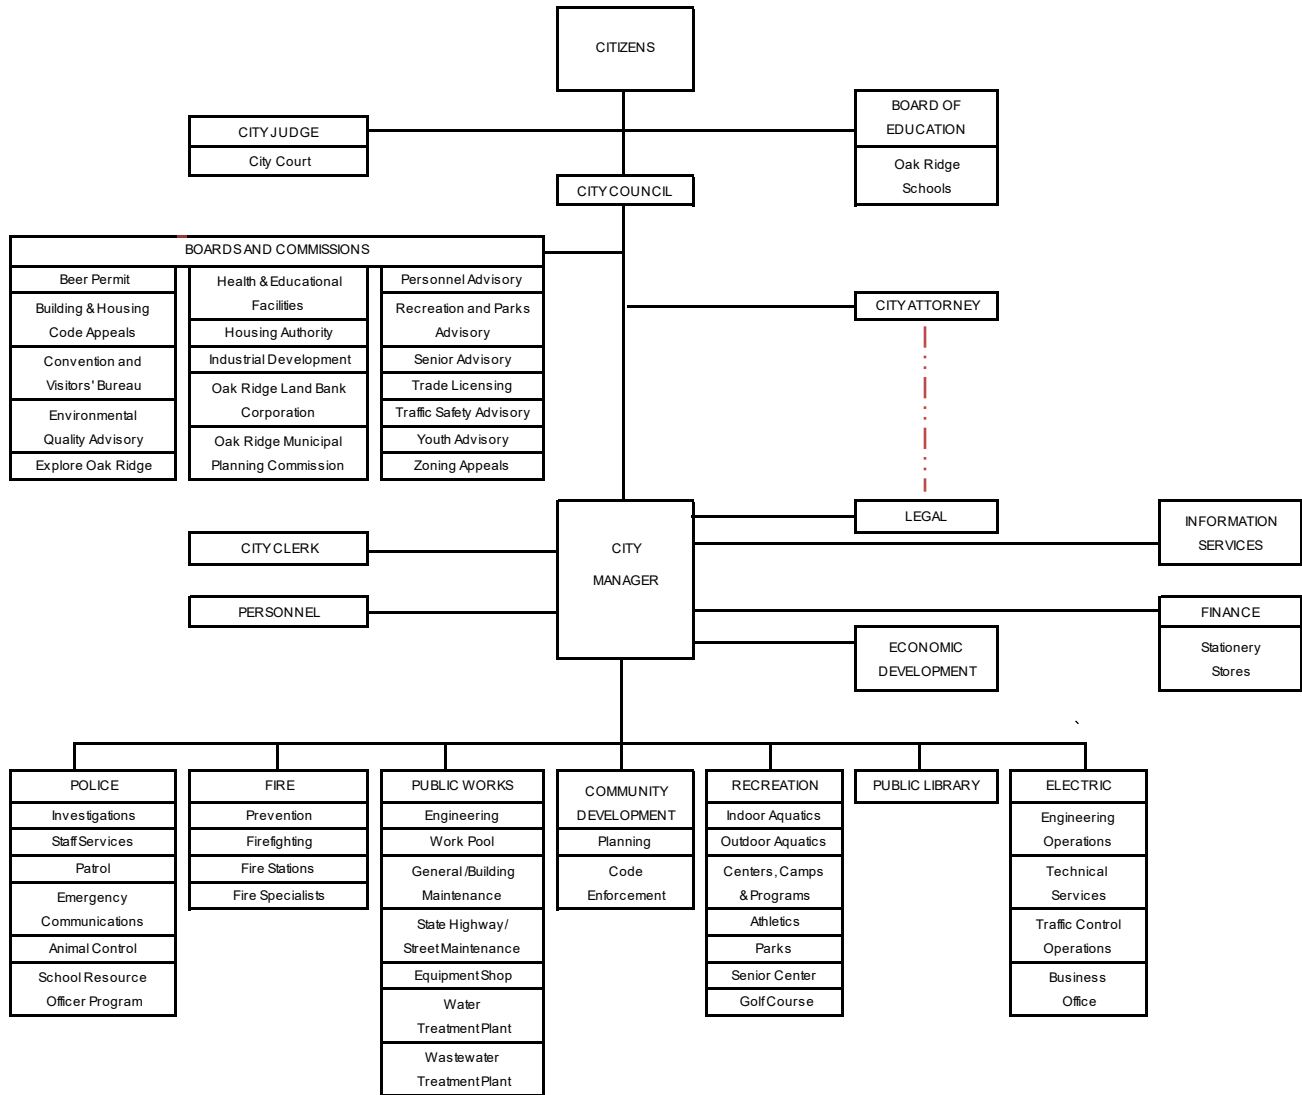 CITIZENS
CITY JUDGE
City Court
BOARD OF
EDUCATION
Oak Ridge
Schools
CITY COUNCIL
BOARDS AND COMMISSIONS
Beer Permit
Building & Housing
Code Appeals
Convention and
Visitors' Bureau
Environmental
Quality Advisory
Explore Oak Ridge
Health & Educational
Facilities
Housing Authority
Industrial Development
Oak Ridge Land Bank
Corporation
Oak Ridge Municipal
Planning Commission
Personnel Advisory
Recreation and Parks
Advisory
Senior Advisory
Trade Licensing
Traffic Safety Advisory
Youth Advisory
Zoning Appeals
CITY ATTORNEY
LEGAL
INFORMATION
SERVICES
CITY CLERK
CITY
MANAGER
PERSONNEL
FINANCE
Stationery
Stores
ECONOMIC
DEVELOPMENT
`
POLICE
Investigations
Staff Services
Patrol
Emergency
Communications
Animal Control
School Resource
Officer Program
FIRE
Prevention
Firefighting
Fire Stations
Fire Specialists
PUBLIC WORKS
Engineering
Work Pool
General /Building
Maintenance
State Highway/
Street Maintenance
Equipment Shop
Water
Treatment Plant
Wastewater
Treatment Plant
COMMUNITY
DEVELOPMENT
Planning
Code
Enforcement
RECREATION
Indoor Aquatics
Outdoor Aquatics
Centers, Camps
& Programs
Athletics
Parks
Senior Center
Golf Course
PUBLIC LIBRARY
ELECTRIC
Engineering
Operations
Technical
Services
Traffic Control
Operations
Business
Office